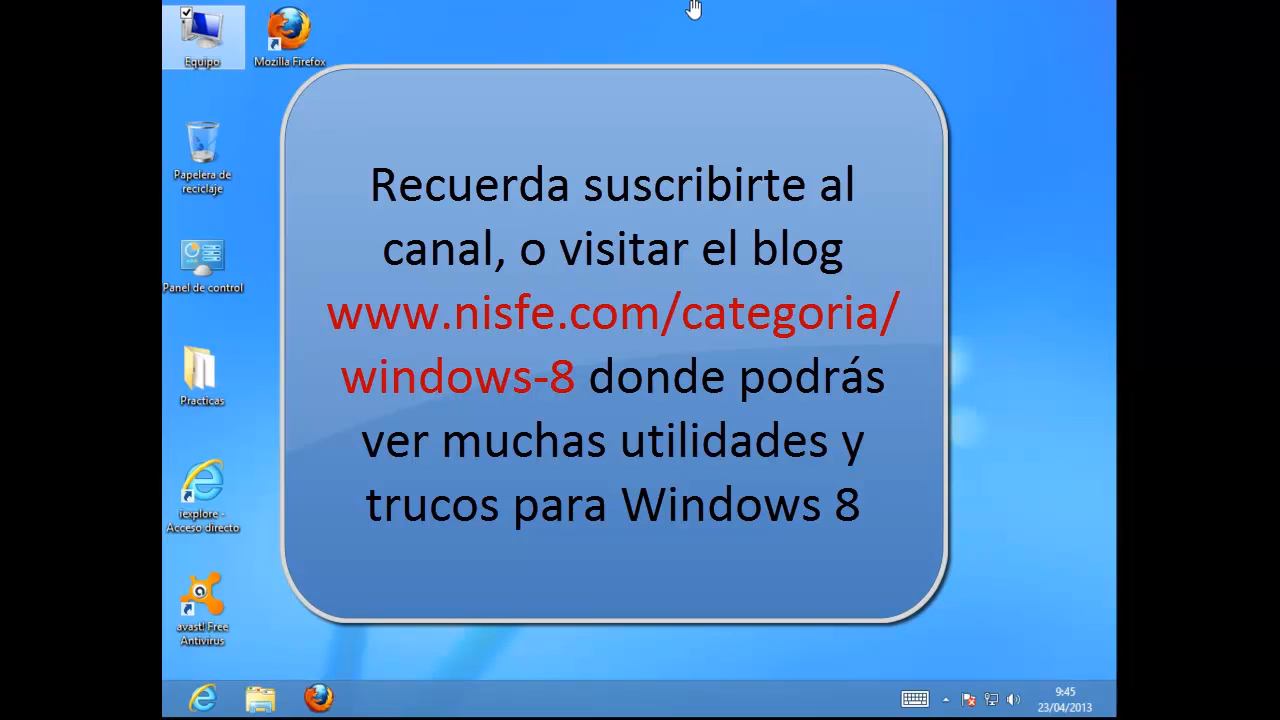 Equipo
Mozilla Firefox
Papelera de
reciclaje
Panel de control
Practicas
iexplore -
Acceso directo
avast! Free
Antivirus
Recuerda suscribirte al
canal, o visitar el blog
www.nisfe.com/categoria/
windows-8 donde podrás
ver muchas utilidades y
trucos para Windows 8
9:45
23/04/2013